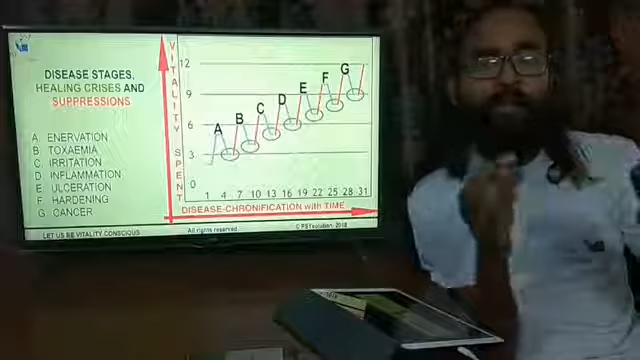 DISEASE STAGES,
HEALING CRISES AND
SUPPRESSIONS
A ENERVATION
B TOXAEMIA
C. IRRITATION
D INFLAMMATION
E. ULCERATION
F. HARDENING
G CANCER
VITALITY SPENT
12
9
6
3
0
A B C D E F G
1 4 7 10 13 16 19 22 25 28 31
DISEASE-CHRONIFICATION with TIME
LET US BE VITALITY CONSCIOUS
All rights reserved
© PSTsolution, 2018